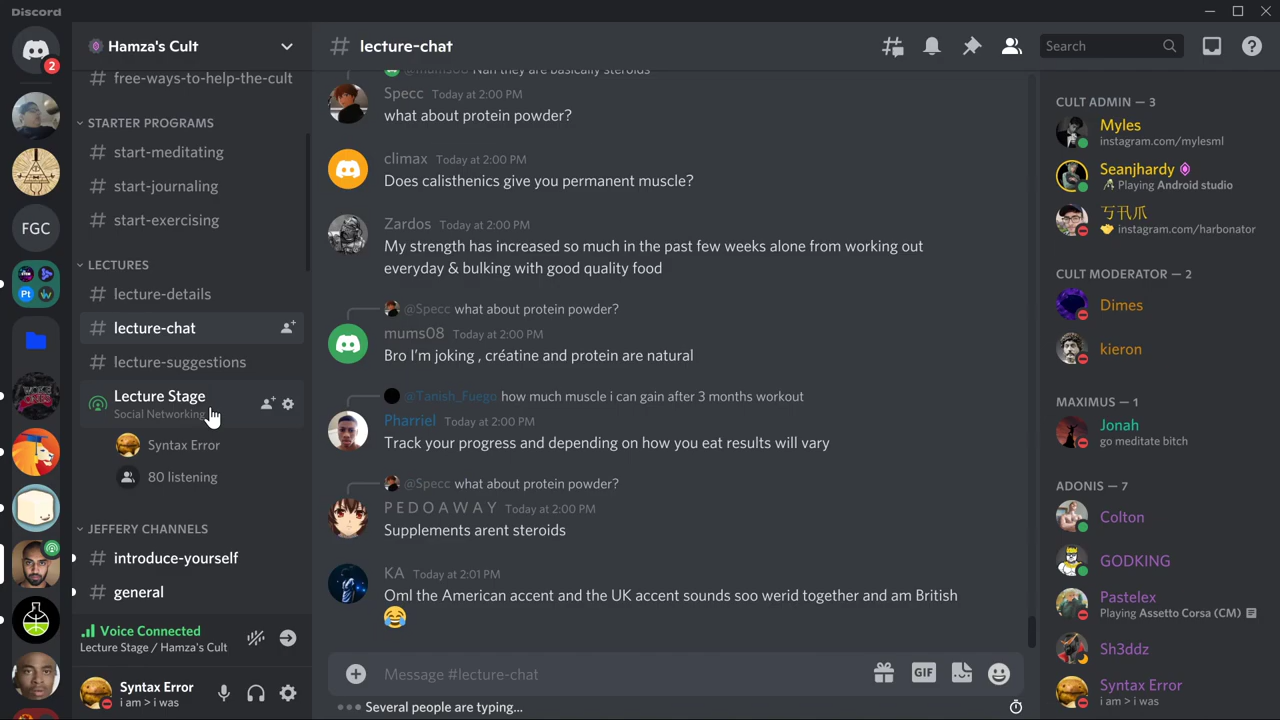 Discord
2
FGC
Pt
Hamza's Cult
free-ways-to-help-the-cult
STARTER PROGRAMS
start-meditating
start-journaling
start-exercising
LECTURES
lecture-details
lecture-chat
lecture-suggestions
Lecture Stage
Social Networking
Syntax Error
80 listening
JEFFERY CHANNELS
introduce-yourself
general
Voice Connected
Lecture Stage / Hamza's Cult
Syntax Error
i am > i was
# lecture-chat
Search
@mums08 Nah they are basically steroids
Specc Today at 2:00 PM
what about protein powder?
climax Today at 2:00 PM
Does calisthenics give you permanent muscle?
Zardos Today at 2:00 PM
My strength has increased so much in the past few weeks alone from working out
everyday & bulking with good quality food
@Specc what about protein powder?
mums08 Today at 2:00 PM
Bro I'm joking , créatine and protein are natural
@Tanish_Fuego how much muscle i can gain after 3 months workout
Pharriel Today at 2:00 PM
Track your progress and depending on how you eat results will vary
@Specc what about protein powder?
P E D O A W A Y Today at 2:00 PM
Supplements arent steroids
KA Today at 2:01 PM
Oml the American accent and the UK accent sounds soo werid together and am British
😂
Message #lecture-chat
GIF
Several people are typing...
CULT ADMIN — 3
Myles
instagram.com/mylesml
Seanjhardy
Playing Android studio
instagram.com/harbonator
CULT MODERATOR — 2
Dimes
kieron
MAXIMUS — 1
Jonah
go meditate bitch
ADONIS — 7
Colton
GODKING
Pastelex
Playing Assetto Corsa (CM)
Sh3ddz
Syntax Error
i am > i was